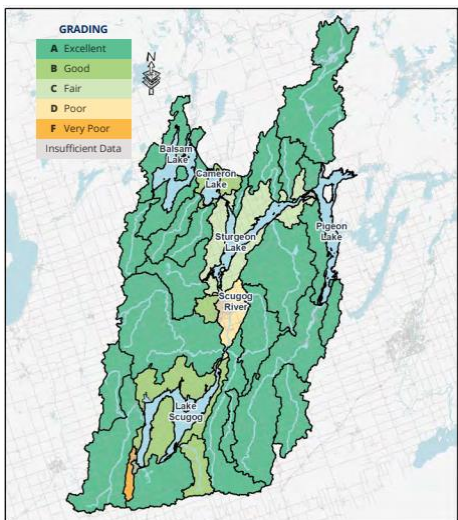 GRADING
A Excellent
B Good
C Fair
D Poor
F Very Poor
Insufficient Data
N
Balsam
Lake
Cameron
Lake
Sturgeon
Lake
Pigeon
Lake
Scugog
River
Lake
Scugog